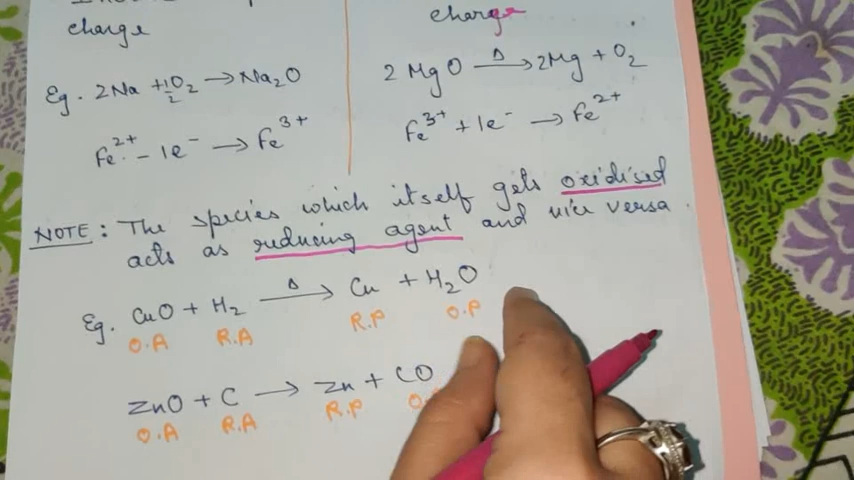 charge
charge
Eg. 2Na + 1/2 O₂ → Na₂O
2 MgO —Δ→ 2Mg + O₂
Fe²⁺ - 1e⁻ → Fe³⁺
Fe³⁺ + 1e⁻ → Fe²⁺
NOTE: The species which itself gets oxidised
acts as reducing agent and vice versa
Eg. CuO + H₂ —Δ→ Cu + H₂O
O.A R.A R.P O.P
ZnO + C → Zn + CO
O.A R.A R.P